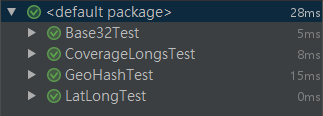 <default package> 28ms
Base32Test 5ms
CoverageLongsTest 8ms
GeoHashTest 15ms
LatLongTest 0ms